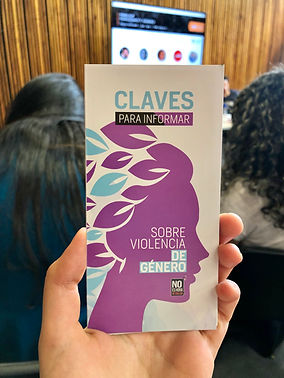 CLAVES
PARA INFORMAR
SOBRE
VIOLENCIA
DE
GÉNERO
NO